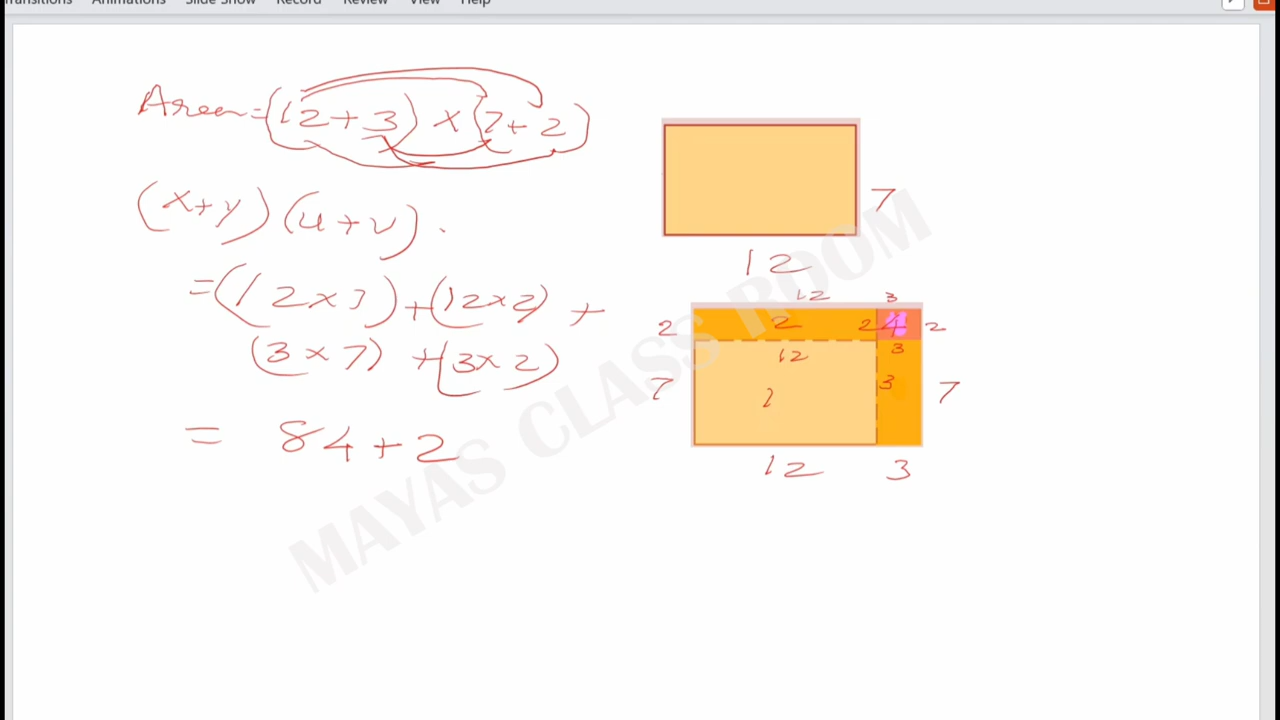 Transitions Animations Slide Show Record Review View Help
Area = (12+3) × (7+2)
(x+y) (u+v).
= (12×7) + (12×2) +
(3×7) + (3×2)
= 84+2
7
12
12 3
2 2 2 4 2
12 3
7 1 3 7
12 3
MAYAS CLASS ROOM